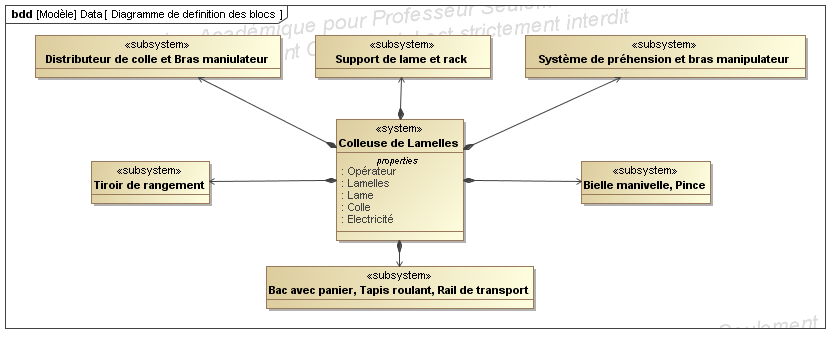 bdd [Modèle] Data [ Diagramme de definition des blocs ]
Académique pour Professeur Seulement
est strictement interdit
«subsystem»
Distributeur de colle et Bras maniulateur
«subsystem»
Support de lame et rack
«subsystem»
Système de préhension et bras manipulateur
«system»
Colleuse de Lamelles
properties
: Opérateur
: Lamelles
: Lame
: Colle
: Electricité
«subsystem»
Tiroir de rangement
«subsystem»
Bielle manivelle, Pince
«subsystem»
Bac avec panier, Tapis roulant, Rail de transport
Seulement